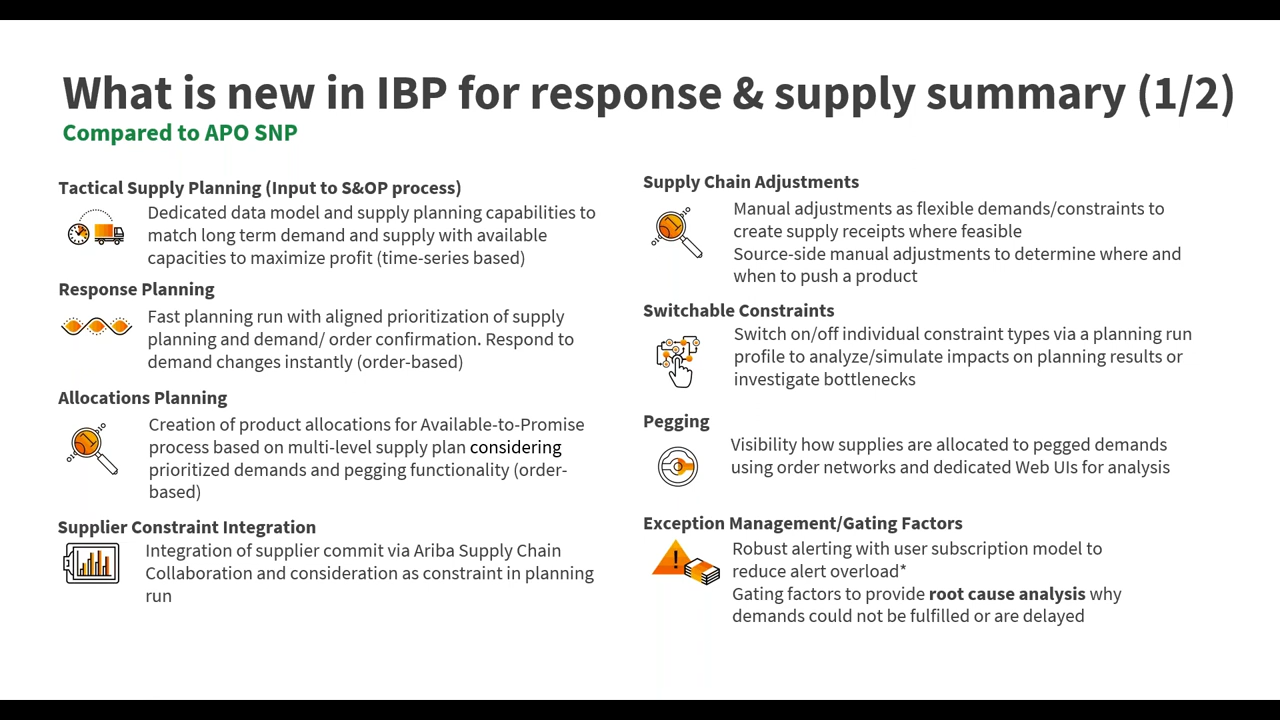 What is new in IBP for response & supply summary (1/2)
Compared to APO SNP
Tactical Supply Planning (Input to S&OP process)
Dedicated data model and supply planning capabilities to
match long term demand and supply with available
capacities to maximize profit (time-series based)
Response Planning
Fast planning run with aligned prioritization of supply
planning and demand/ order confirmation. Respond to
demand changes instantly (order-based)
Allocations Planning
Creation of product allocations for Available-to-Promise
process based on multi-level supply plan considering
prioritized demands and pegging functionality (order-
based)
Supplier Constraint Integration
Integration of supplier commit via Ariba Supply Chain
Collaboration and consideration as constraint in planning
run
Supply Chain Adjustments
Manual adjustments as flexible demands/constraints to
create supply receipts where feasible
Source-side manual adjustments to determine where and
when to push a product
Switchable Constraints
Switch on/off individual constraint types via a planning run
profile to analyze/simulate impacts on planning results or
investigate bottlenecks
Pegging
Visibility how supplies are allocated to pegged demands
using order networks and dedicated Web UIs for analysis
Exception Management/Gating Factors
Robust alerting with user subscription model to
reduce alert overload*
Gating factors to provide root cause analysis why
demands could not be fulfilled or are delayed